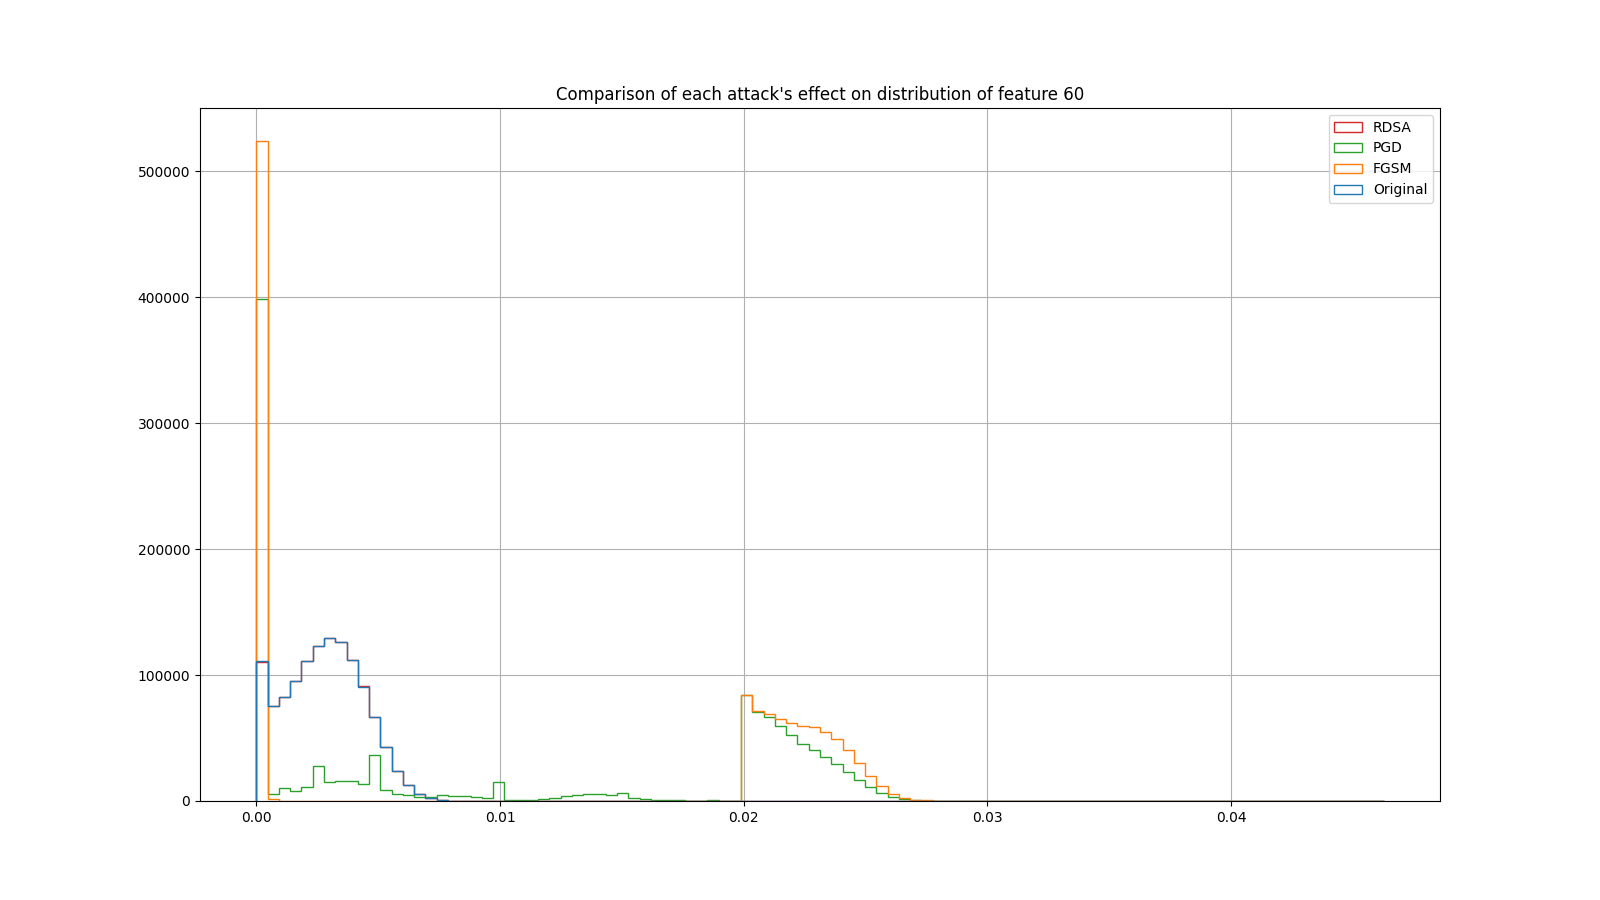 Comparison of each attack's effect on distribution of feature 60
RDSA
PGD
FGSM
Original
500000
400000
300000
200000
100000
0
0.00 0.01 0.02 0.03 0.04